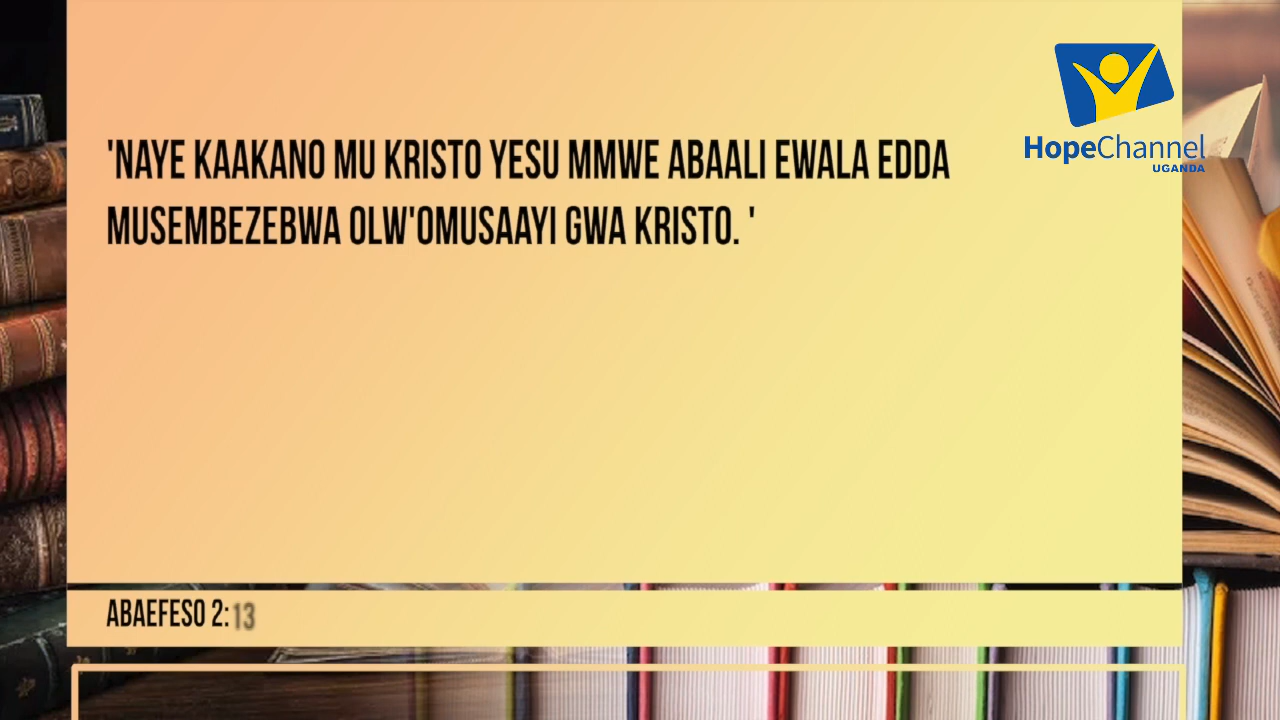 HopeChannel
UGANDA
'NAYE KAAKANO MU KRISTO YESU MMWE ABAALI EWALA EDDA
MUSEMBEZEBWA OLW'OMUSAAYI GWA KRISTO. '
ABAEFESO 2:13